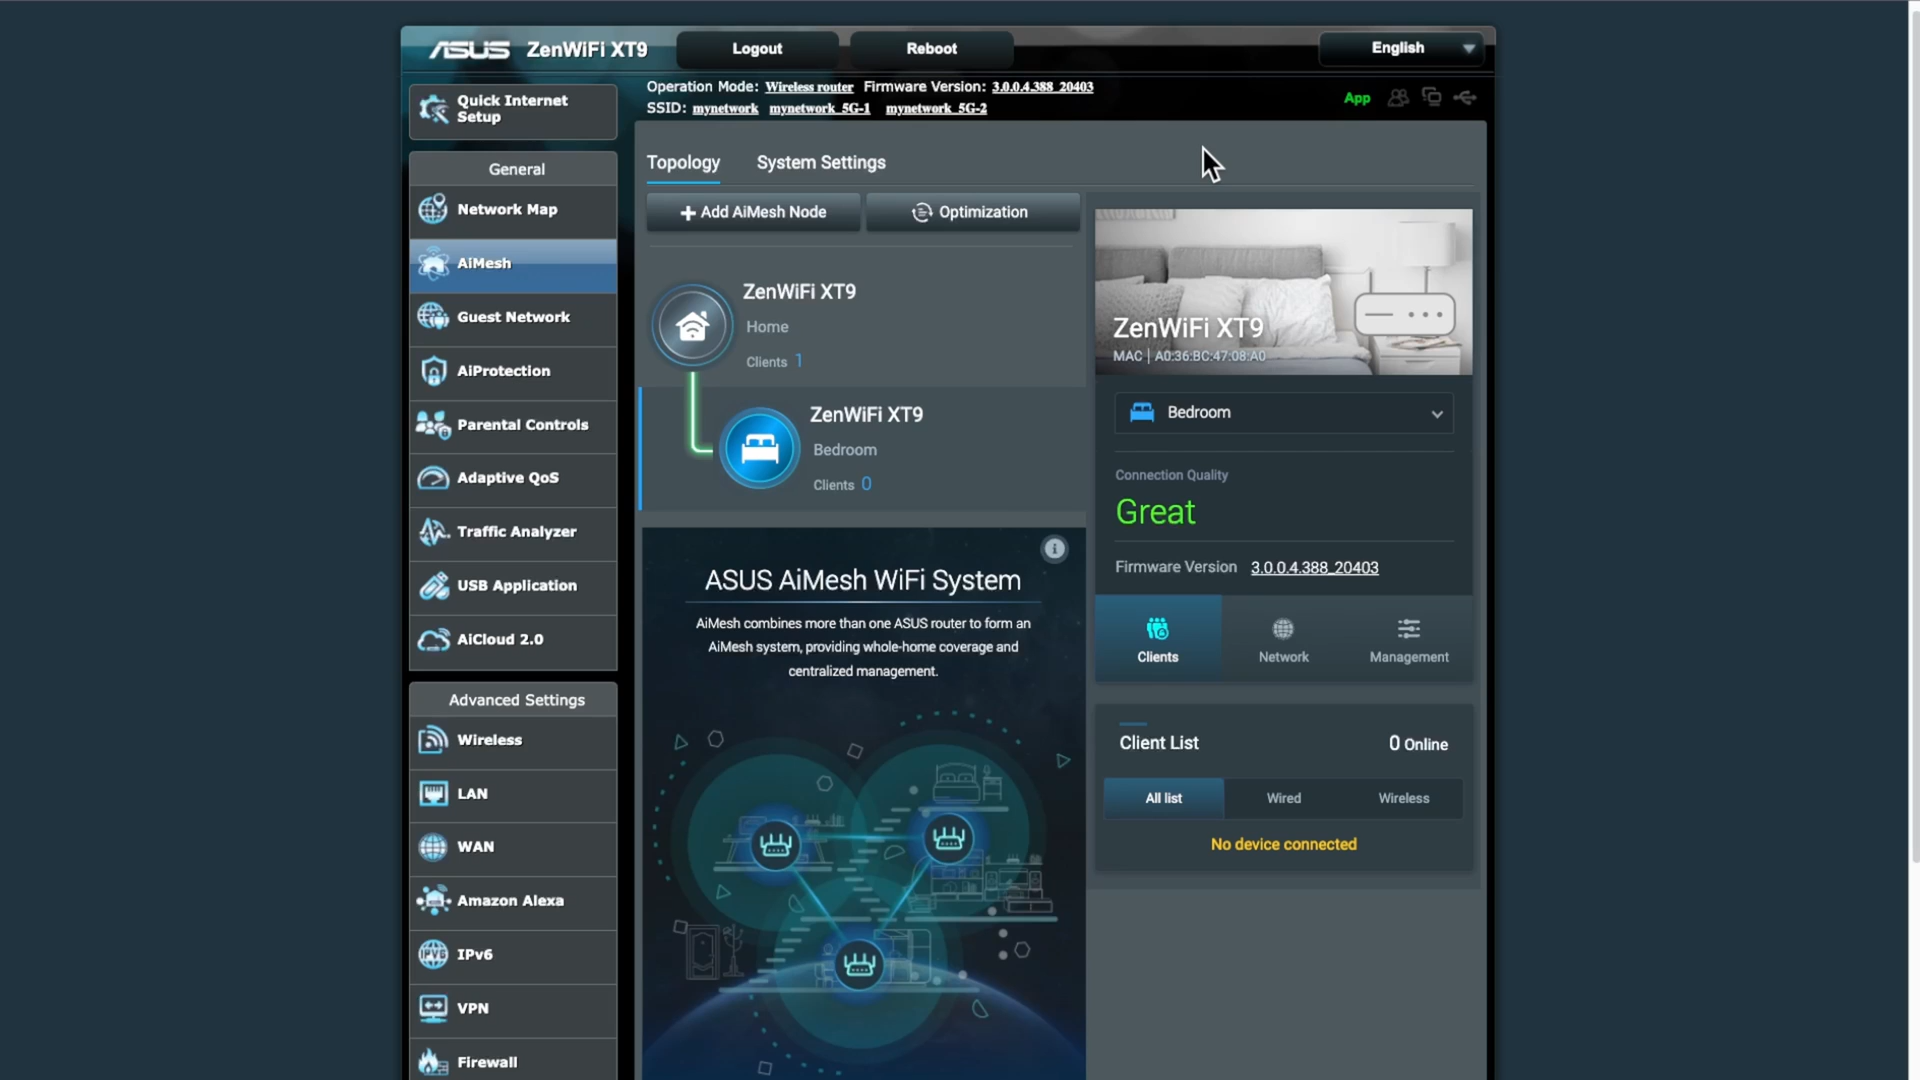 ASUS ZenWiFi XT9
Logout
Reboot
English
Operation Mode: Wireless router Firmware Version: 3.0.0.4.388_20403
SSID: mynetwork mynetwork_5G-1 mynetwork_5G-2
App
Quick Internet
Setup
General
Network Map
AiMesh
Guest Network
AiProtection
Parental Controls
Adaptive QoS
Traffic Analyzer
USB Application
AiCloud 2.0
Advanced Settings
Wireless
LAN
WAN
Amazon Alexa
IPv6
VPN
Firewall
Topology
System Settings
+ Add AiMesh Node
Optimization
ZenWiFi XT9
Home
Clients 1
ZenWiFi XT9
Bedroom
Clients 0
ASUS AiMesh WiFi System
AiMesh combines more than one ASUS router to form an
AiMesh system, providing whole-home coverage and
centralized management.
ZenWiFi XT9
MAC | A0:36:BC:47:08:A0
Bedroom
Connection Quality
Great
Firmware Version 3.0.0.4.388_20403
Clients
Network
Management
Client List
0 Online
All list
Wired
Wireless
No device connected